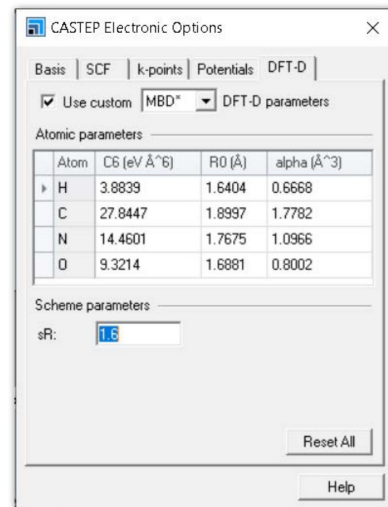 CASTEP Electronic Options
Basis SCF k-points Potentials DFT-D
Use custom MBD* DFT-D parameters
Atomic parameters
Atom C6 (eV Å^6) R0 (Å) alpha (Å^3)
H 3.8839 1.6404 0.6668
C 27.8447 1.8997 1.7782
N 14.4601 1.7675 1.0966
O 9.3214 1.6881 0.8002
Scheme parameters
sR: 1.6
Reset All
Help